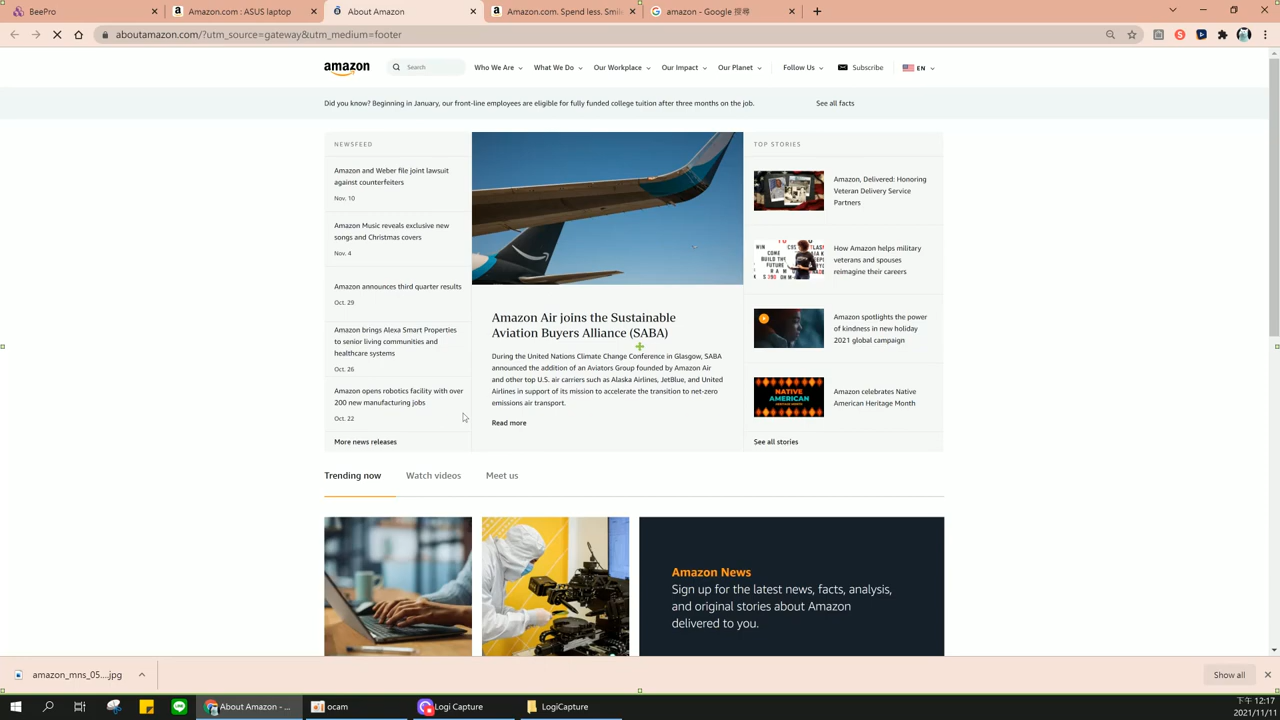 BePro
Amazon.com : ASUS laptop
Amazon.com. Spend less. Smile
amazon spot deals - Google 搜尋
aboutamazon.com/?utm_source=gateway&utm_medium=footer
amazon
Search
Who We Are
What We Do
Our Workplace
Our Impact
Our Planet
Follow Us
Subscribe
EN
Did you know? Beginning in January, our front-line employees are eligible for fully funded college tuition after three months on the job.
See all facts
NEWSFEED
Amazon and Weber file joint lawsuit
against counterfeiters
Nov. 10
Amazon Music reveals exclusive new
songs and Christmas covers
Nov. 4
Amazon announces third quarter results
Oct. 29
Amazon brings Alexa Smart Properties
to senior living communities and
healthcare systems
Oct. 26
Amazon opens robotics facility with over
200 new manufacturing jobs
Oct. 22
More news releases
Amazon Air joins the Sustainable
Aviation Buyers Alliance (SABA)
During the United Nations Climate Change Conference in Glasgow, SABA
announced the addition of an Aviators Group founded by Amazon Air
and other top U.S. air carriers such as Alaska Airlines, JetBlue, and United
Airlines in support of its mission to accelerate the transition to net-zero
emissions air transport.
Read more
TOP STORIES
Amazon, Delivered: Honoring
Veteran Delivery Service
Partners
How Amazon helps military
veterans and spouses
reimagine their careers
Amazon spotlights the power
of kindness in new holiday
2021 global campaign
NATIVE
AMERICAN
HERITAGE MONTH
Amazon celebrates Native
American Heritage Month
See all stories
Trending now
Watch videos
Meet us
Amazon News
Sign up for the latest news, facts, analysis,
and original stories about Amazon
delivered to you.
amazon_mns_05....jpg
Show all
About Amazon - ...
ocam
Logi Capture
LogiCapture
下午 12:17
2021/11/11